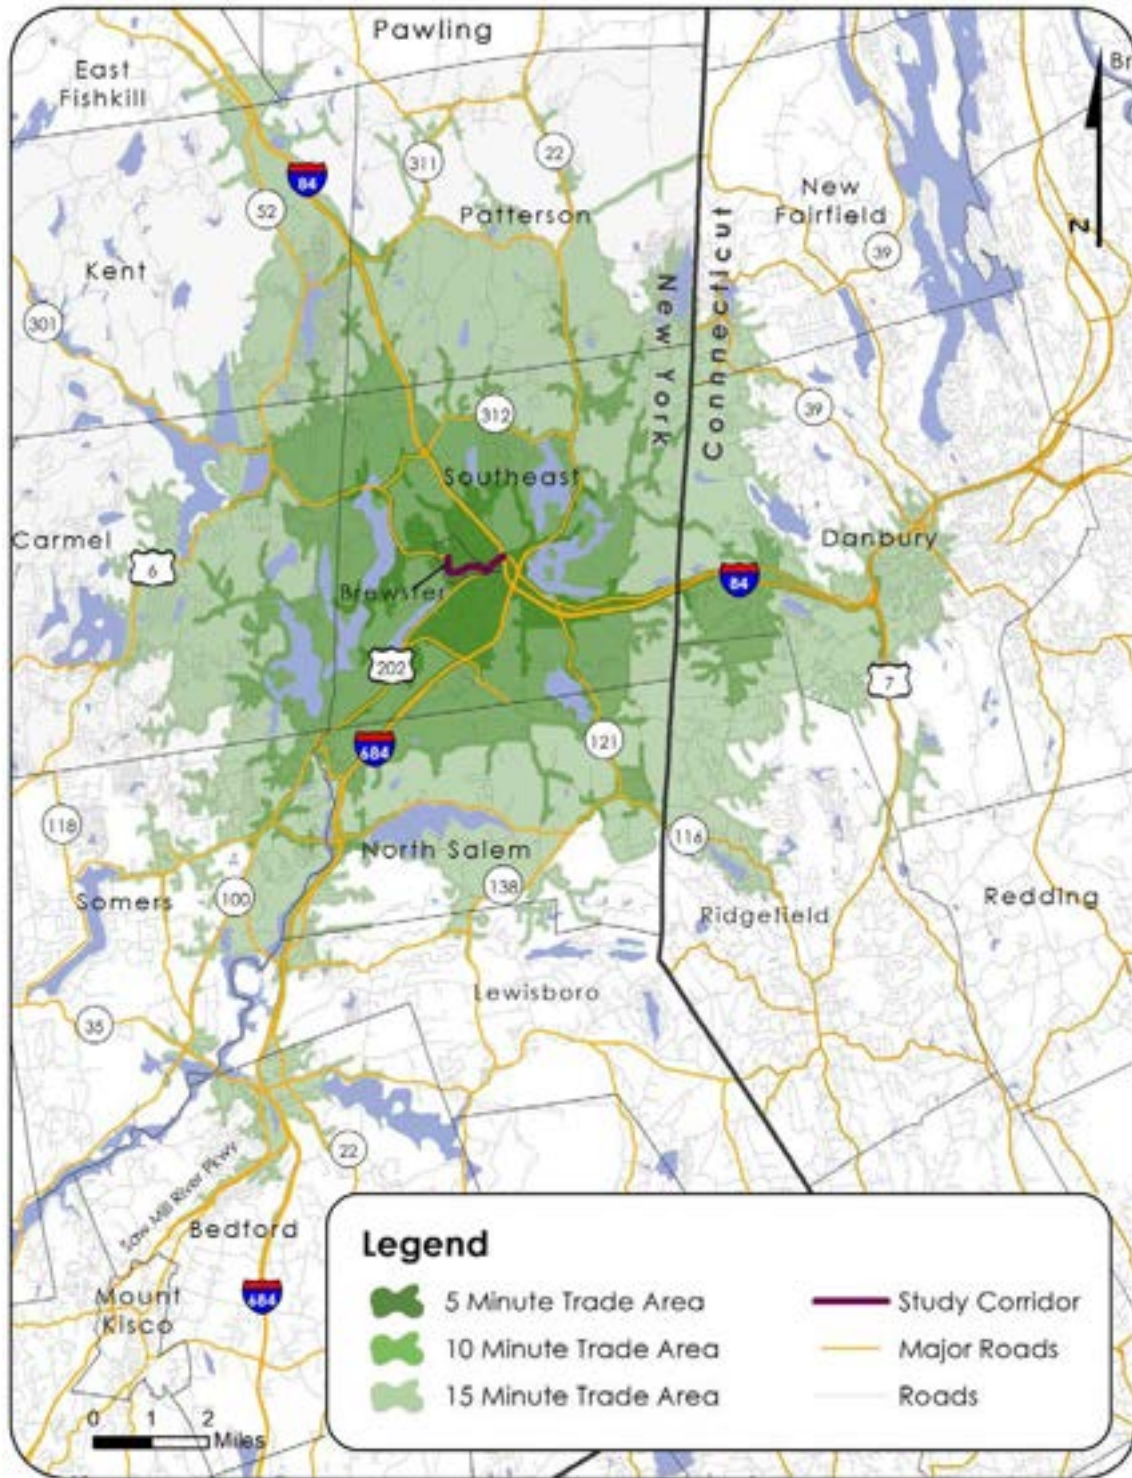 Pawling
Br
East
Fishkill
84
311
22
52
Patterson
New
Fairfield
39
N
Kent
301
New York
Connnecticut
312
39
Southeast
Carmel
6
Brewster
Danbury
84
202
7
684
121
118
North Salem
116
138
100
Somers
Ridgefield
Redding
Lewisboro
35
22
Saw Mill River Pkwy
Bedford
684
Mount
Kisco
0 1 2
Miles
Legend
5 Minute Trade Area
10 Minute Trade Area
15 Minute Trade Area
Study Corridor
Major Roads
Roads